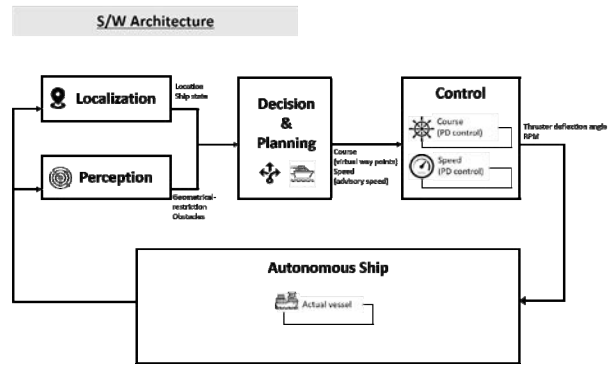 S/W Architecture
Localization
Location
Ship state
Perception
Geometrical-
restriction
Obstacles
Decision
&
Planning
Course
(virtual way points)
Speed
(advisory speed)
Control
Course
(PD control)
Speed
(PD control)
Thruster deflection angle
RPM
Autonomous Ship
Actual vessel